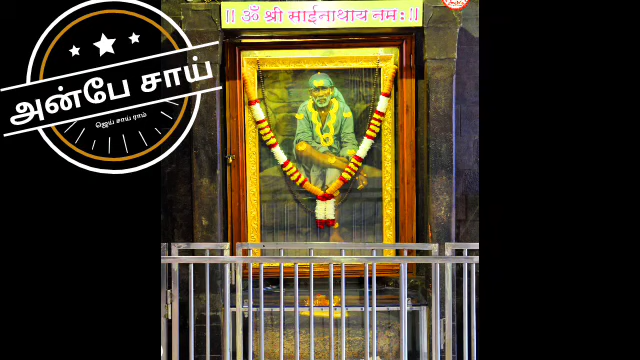 ॥ ॐ श्री साईनाथाय नमः ॥
அன்பே சாய்
ஜெய் சாய் ராம்